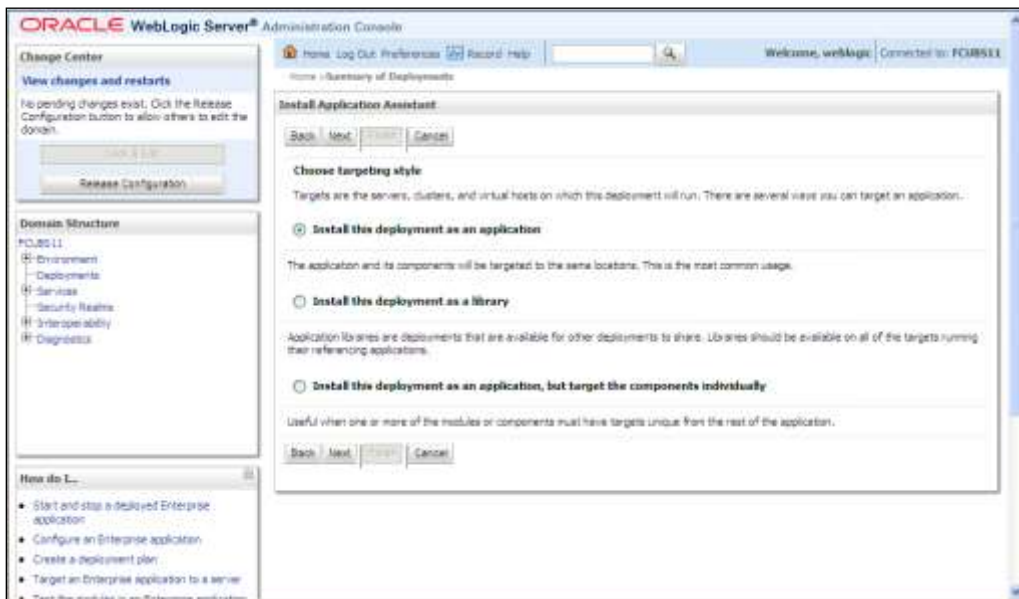 ORACLE WebLogic Server® Administration Console
Change Center
View changes and restarts
No pending changes exist. Click the Release
Configuration button to allow others to edit the
domain.
Lock & Edit
Release Configuration
Domain Structure
FCUBS11
Environment
Deployments
Services
Security Realms
Interoperability
Diagnostics
How do I...
Start and stop a deployed Enterprise
application
Configure an Enterprise application
Create a deployment plan
Target an Enterprise application to a server
Test the modules in an Enterprise application
Home Log Out Preferences Record Help
Welcome, weblogic Connected to: FCUBS11
Home >Summary of Deployments
Install Application Assistant
Back Next Finish Cancel
Choose targeting style
Targets are the servers, clusters, and virtual hosts on which this deployment will run. There are several ways you can target an application.
Install this deployment as an application
The application and its components will be targeted to the same locations. This is the most common usage.
Install this deployment as a library
Application libraries are deployments that are available for other deployments to share. Libraries should be available on all of the targets running
their referencing applications.
Install this deployment as an application, but target the components individually
Useful when one or more of the modules or components must have targets unique from the rest of the application.
Back Next Finish Cancel